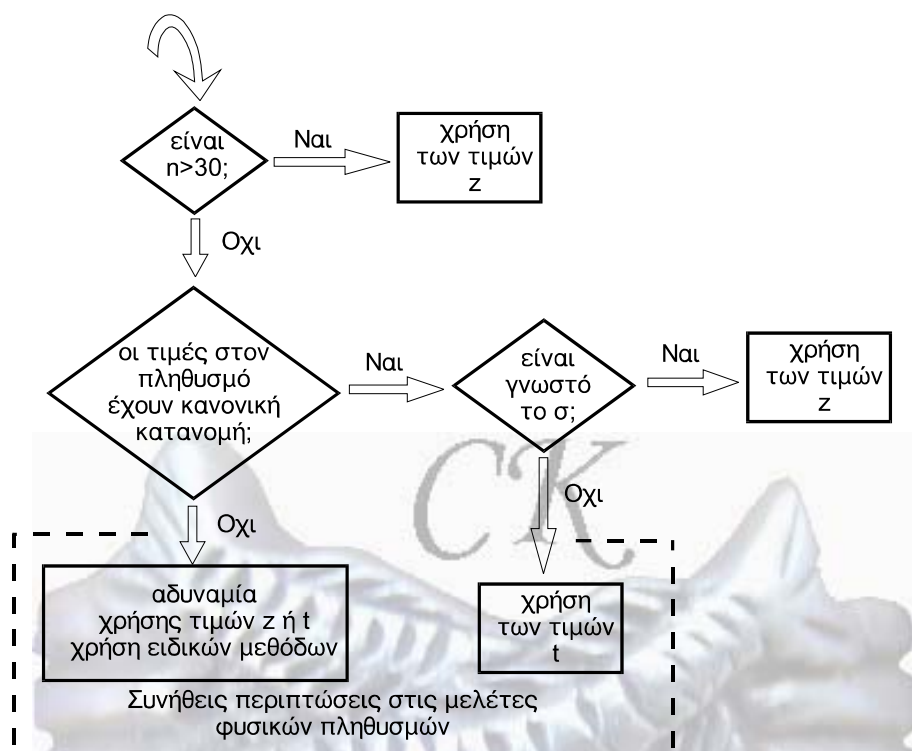 είναι
n>30;
Ναι
χρήση
των τιμών
z
Οχι
οι τιμές στον
πληθυσμό
έχουν κανονική
κατανομή;
Ναι
είναι
γνωστό
το σ;
Ναι
χρήση
των τιμών
z
CK
Οχι
Οχι
αδυναμία
χρήσης τιμών z ή t
χρήση ειδικών μεθόδων
χρήση
των τιμών
t
Συνήθεις περιπτώσεις στις μελέτες
φυσικών πληθυσμών